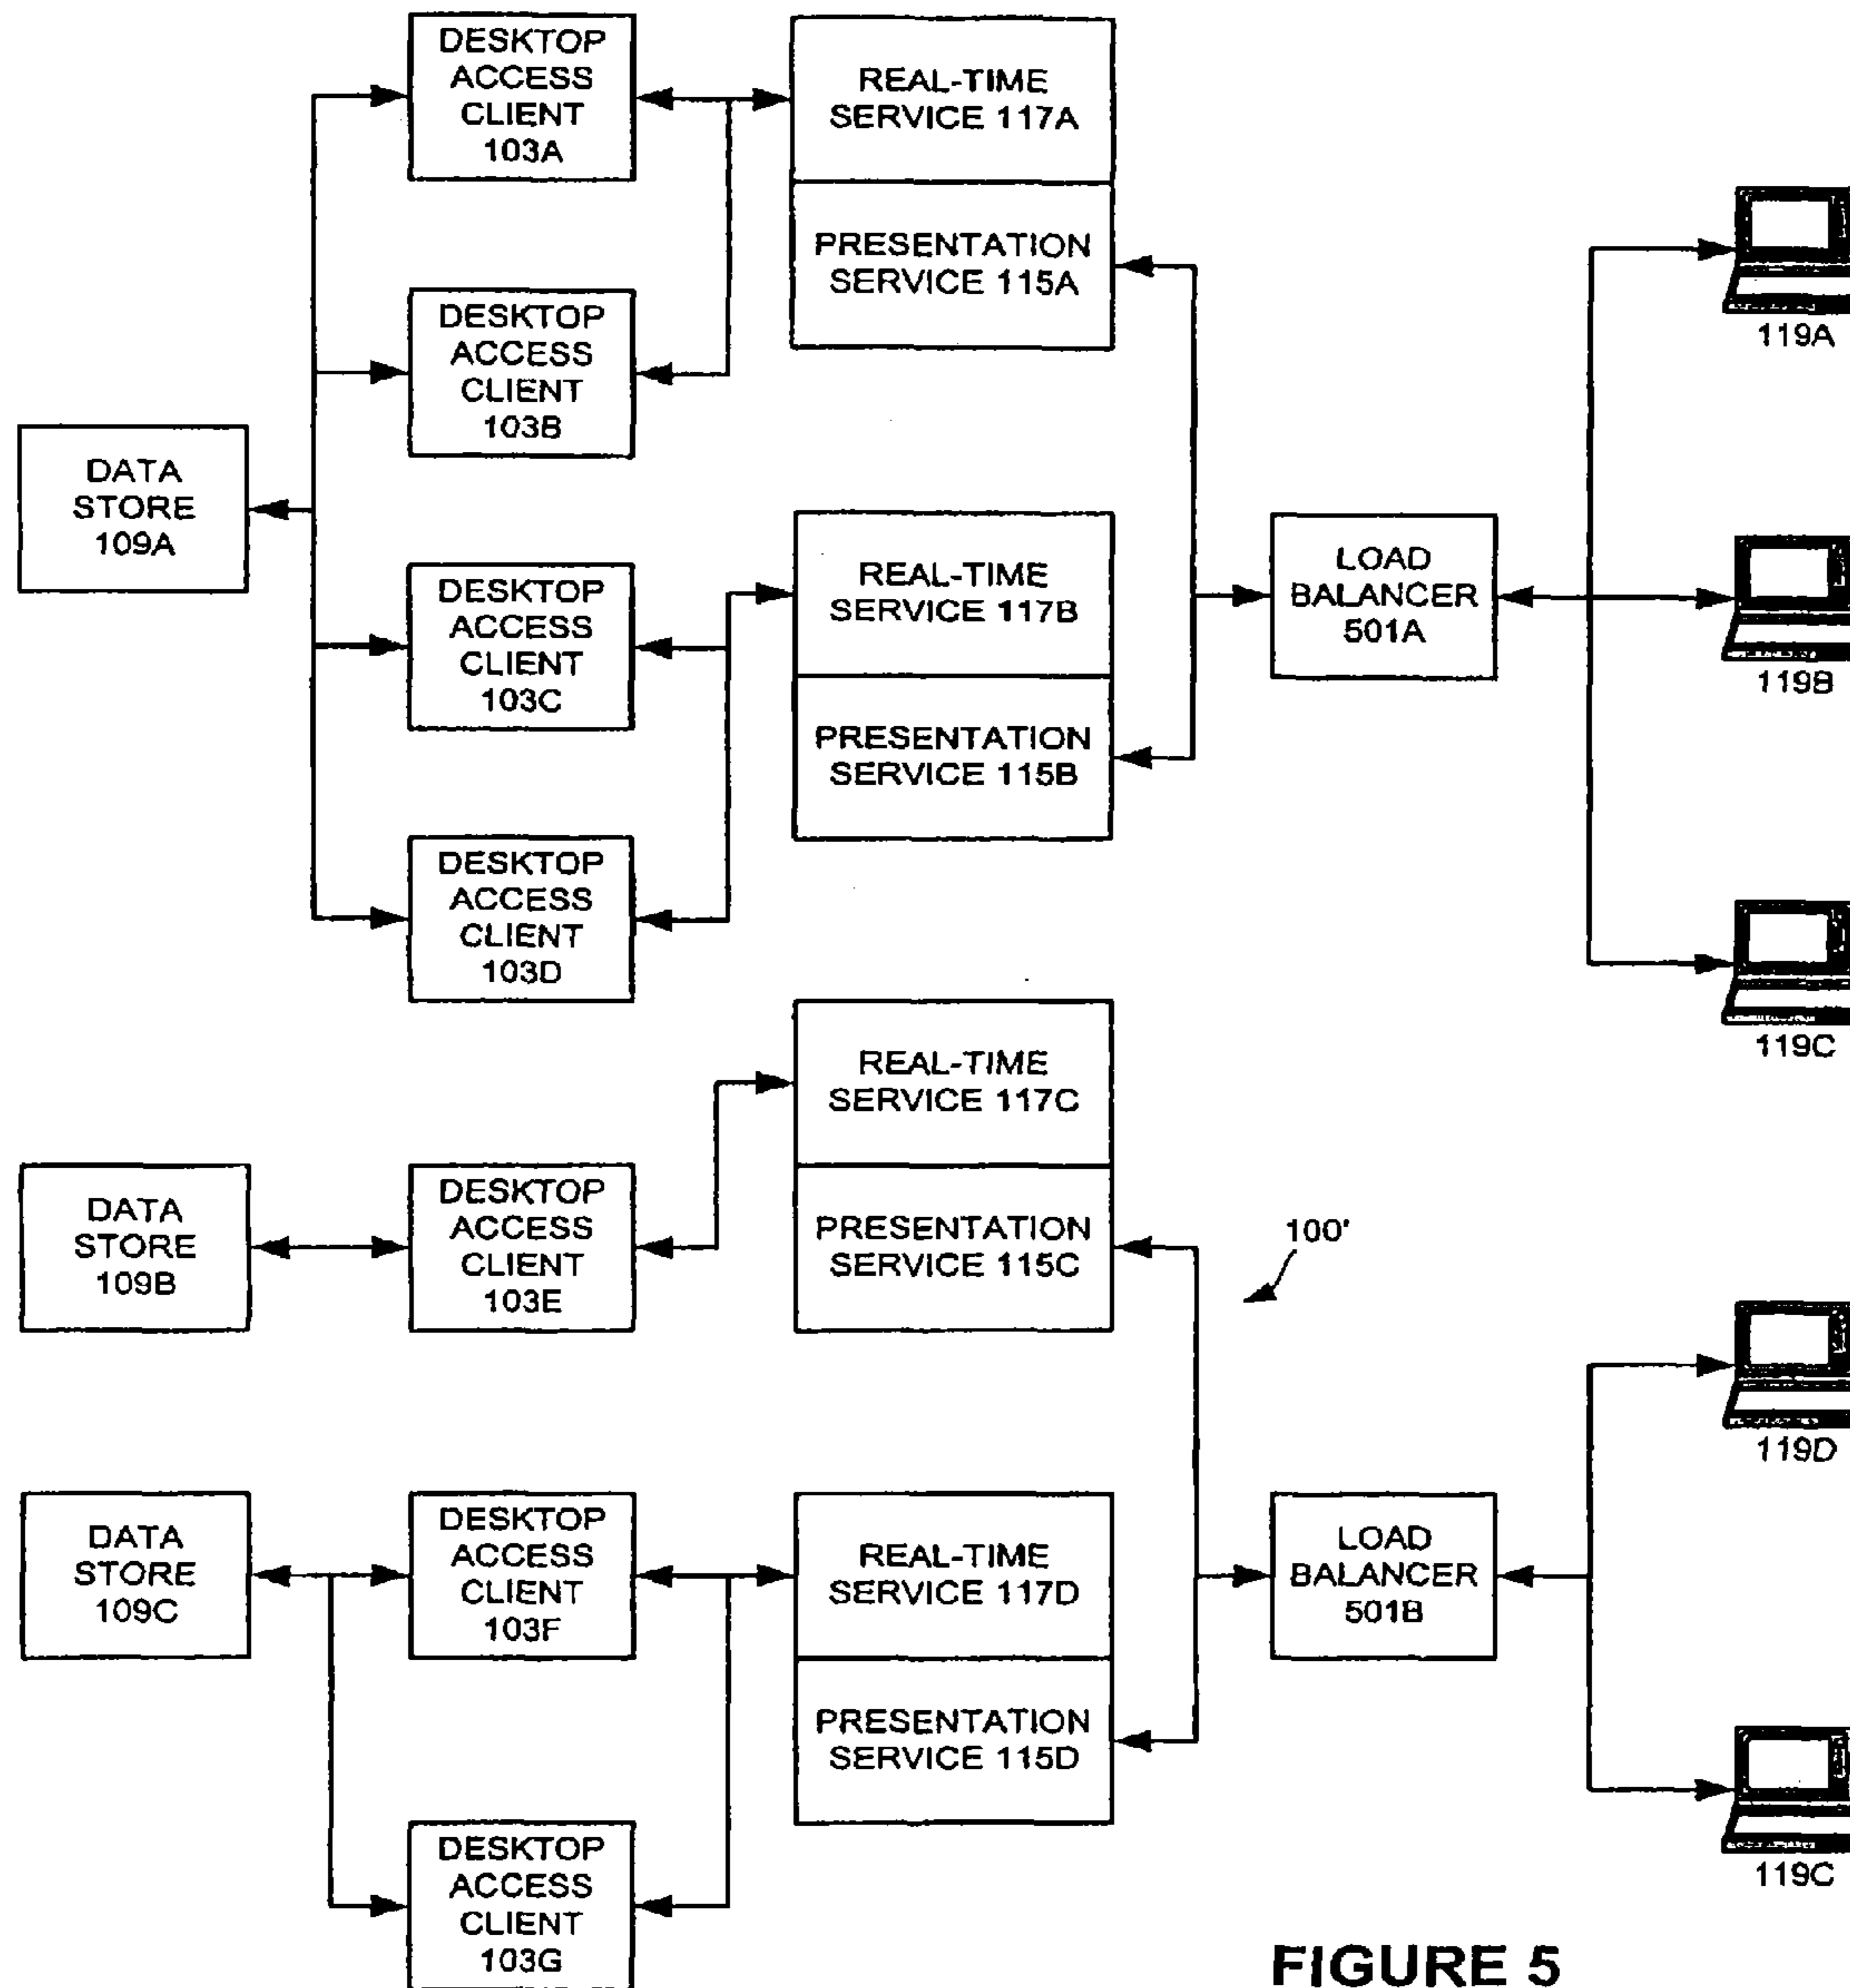 DESKTOP
ACCESS
CLIENT
103A
REAL-TIME
SERVICE 117A
PRESENTATION
SERVICE 115A
119A
DESKTOP
ACCESS
CLIENT
103B
DATA
STORE
109A
DESKTOP
ACCESS
CLIENT
103C
REAL-TIME
SERVICE 117B
PRESENTATION
SERVICE 115B
LOAD
BALANCER
501A
119B
DESKTOP
ACCESS
CLIENT
103D
119C
REAL-TIME
SERVICE 117C
PRESENTATION
SERVICE 115C
DATA
STORE
109B
DESKTOP
ACCESS
CLIENT
103E
100'
119D
DATA
STORE
109C
DESKTOP
ACCESS
CLIENT
103F
REAL-TIME
SERVICE 117D
PRESENTATION
SERVICE 115D
LOAD
BALANCER
501B
119C
DESKTOP
ACCESS
CLIENT
103G
FIGURE 5